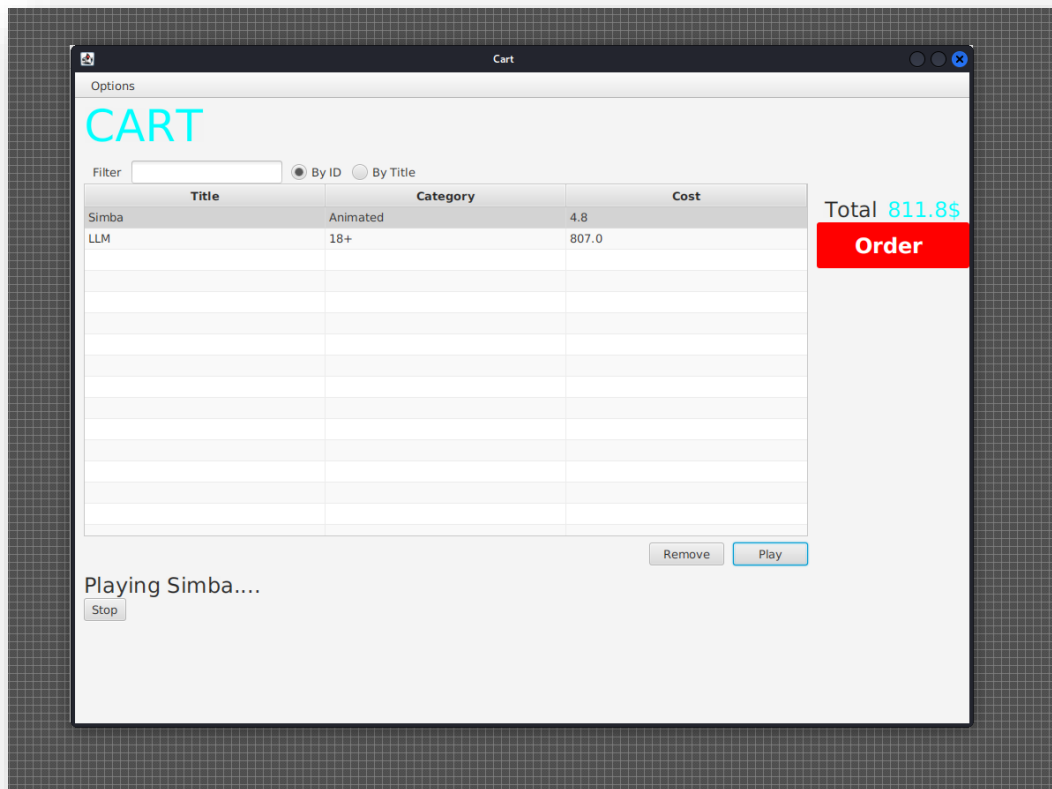 Cart
Options
CART
Filter By ID By Title
Title Category Cost
Simba Animated 4.8
LLM 18+ 807.0
Total 811.8$
Order
Remove Play
Playing Simba....
Stop